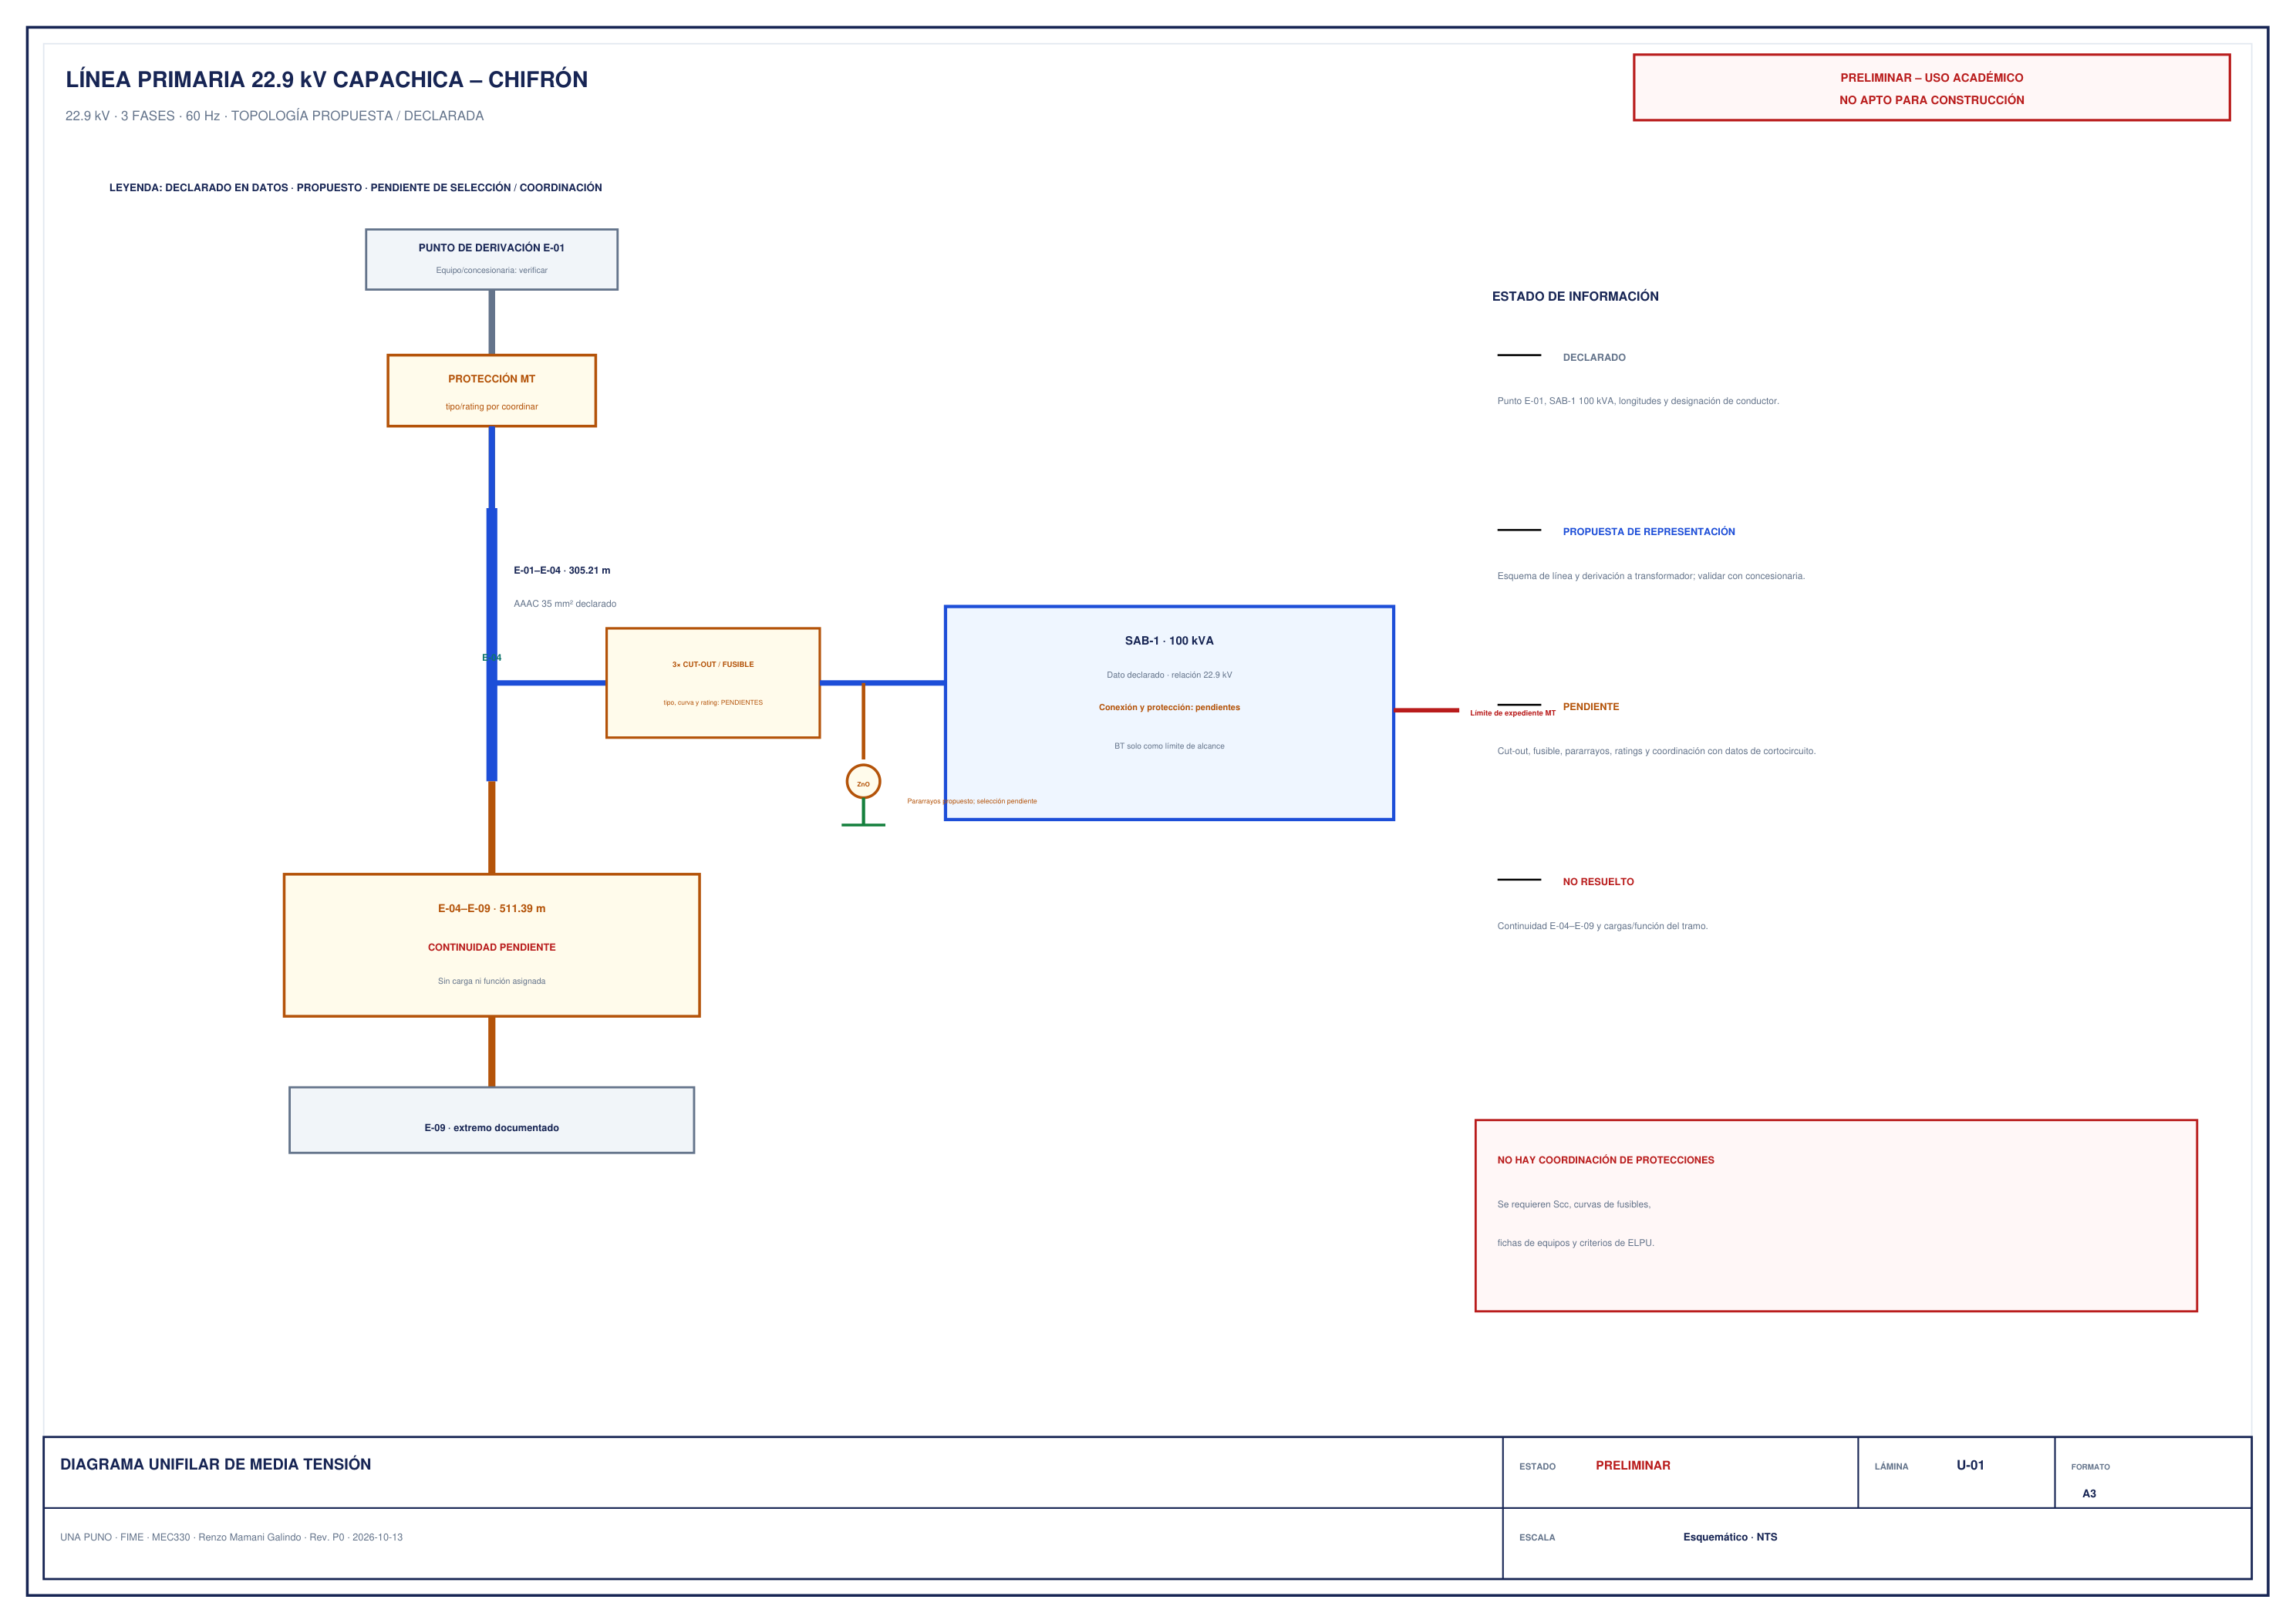 LÍNEA PRIMARIA 22.9 kV CAPACHICA – CHIFRÓN
22.9 kV · 3 FASES · 60 Hz · TOPOLOGÍA PROPUESTA / DECLARADA
PRELIMINAR – USO ACADÉMICO
NO APTO PARA CONSTRUCCIÓN
LEYENDA: DECLARADO EN DATOS · PROPUESTO · PENDIENTE DE SELECCIÓN / COORDINACIÓN
PUNTO DE DERIVACIÓN E-01
Equipo/concesionaria: verificar
PROTECCIÓN MT
tipo/rating por coordinar
E-01–E-04 · 305.21 m
AAAC 35 mm² declarado
3× CUT-OUT / FUSIBLE
tipo, curva y rating: PENDIENTES
ZnO
Pararrayos propuesto; selección pendiente
SAB-1 · 100 kVA
Dato declarado · relación 22.9 kV
Conexión y protección: pendientes
BT solo como límite de alcance
Límite de expediente MT
E-04–E-09 · 511.39 m
CONTINUIDAD PENDIENTE
Sin carga ni función asignada
E-09 · extremo documentado
ESTADO DE INFORMACIÓN
DECLARADO
Punto E-01, SAB-1 100 kVA, longitudes y designación de conductor.
PROPUESTA DE REPRESENTACIÓN
Esquema de línea y derivación a transformador; validar con concesionaria.
PENDIENTE
Cut-out, fusible, pararrayos, ratings y coordinación con datos de cortocircuito.
NO RESUELTO
Continuidad E-04–E-09 y cargas/función del tramo.
NO HAY COORDINACIÓN DE PROTECCIONES
Se requieren Scc, curvas de fusibles,
fichas de equipos y criterios de ELPU.
DIAGRAMA UNIFILAR DE MEDIA TENSIÓN
ESTADO PRELIMINAR
LÁMINA U-01
FORMATO
A3
UNA PUNO · FIME · MEC330 · Renzo Mamani Galindo · Rev. P0 · 2026-10-13
ESCALA Esquemático · NTS